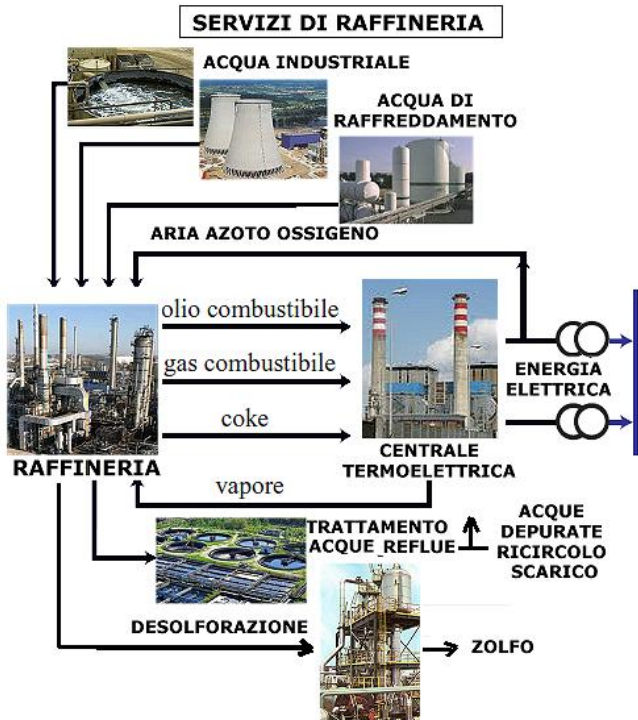 SERVIZI DI RAFFINERIA
ACQUA INDUSTRIALE
ACQUA DI
RAFFREDDAMENTO
ARIA AZOTO OSSIGENO
olio combustibile
gas combustibile
coke
ENERGIA
ELETTRICA
RAFFINERIA
CENTRALE
TERMOELETTRICA
vapore
TRATTAMENTO
ACQUE_REFLUE
ACQUE
DEPURATE
RICIRCOLO
SCARICO
DESOLFORAZIONE
ZOLFO